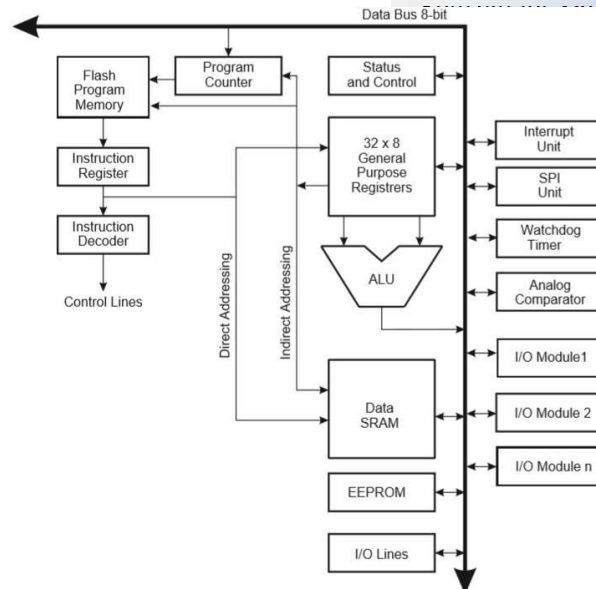 Data Bus 8-bit
Flash
Program
Memory
Program
Counter
Status
and Control
32 x 8
General
Purpose
Registrers
Interrupt
Unit
Instruction
Register
SPI
Unit
Instruction
Decoder
Watchdog
Timer
ALU
Analog
Comparator
Control Lines
Direct Addressing
Indirect Addressing
I/O Module1
Data
SRAM
I/O Module 2
I/O Module n
EEPROM
I/O Lines